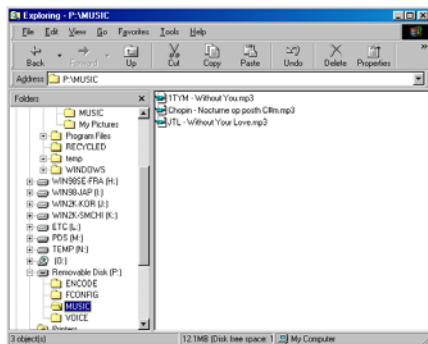 Exploring - P:\MUSIC
File Edit View Go Favorites Tools Help
Back Forward Up Cut Copy Paste Undo Delete Properties
Address P:\MUSIC
Folders
MUSIC
My Pictures
Program Files
RECYCLED
temp
WINDOWS
WIN98SE-FRA (H:)
WIN98-JAP (I:)
WIN2K-KOR (J:)
WIN2K-SMCHI (K:)
ETC (L:)
PDS (M:)
TEMP (N:)
(O:)
Removable Disk (P:)
ENCODE
FCONFIG
MUSIC
VOICE
Printers
1TYM - Without You.mp3
Chopin - Nocturne op posth C#m.mp3
JTL - Without Your Love.mp3
3 object(s) 12.1MB (Disk free space: 1 My Computer